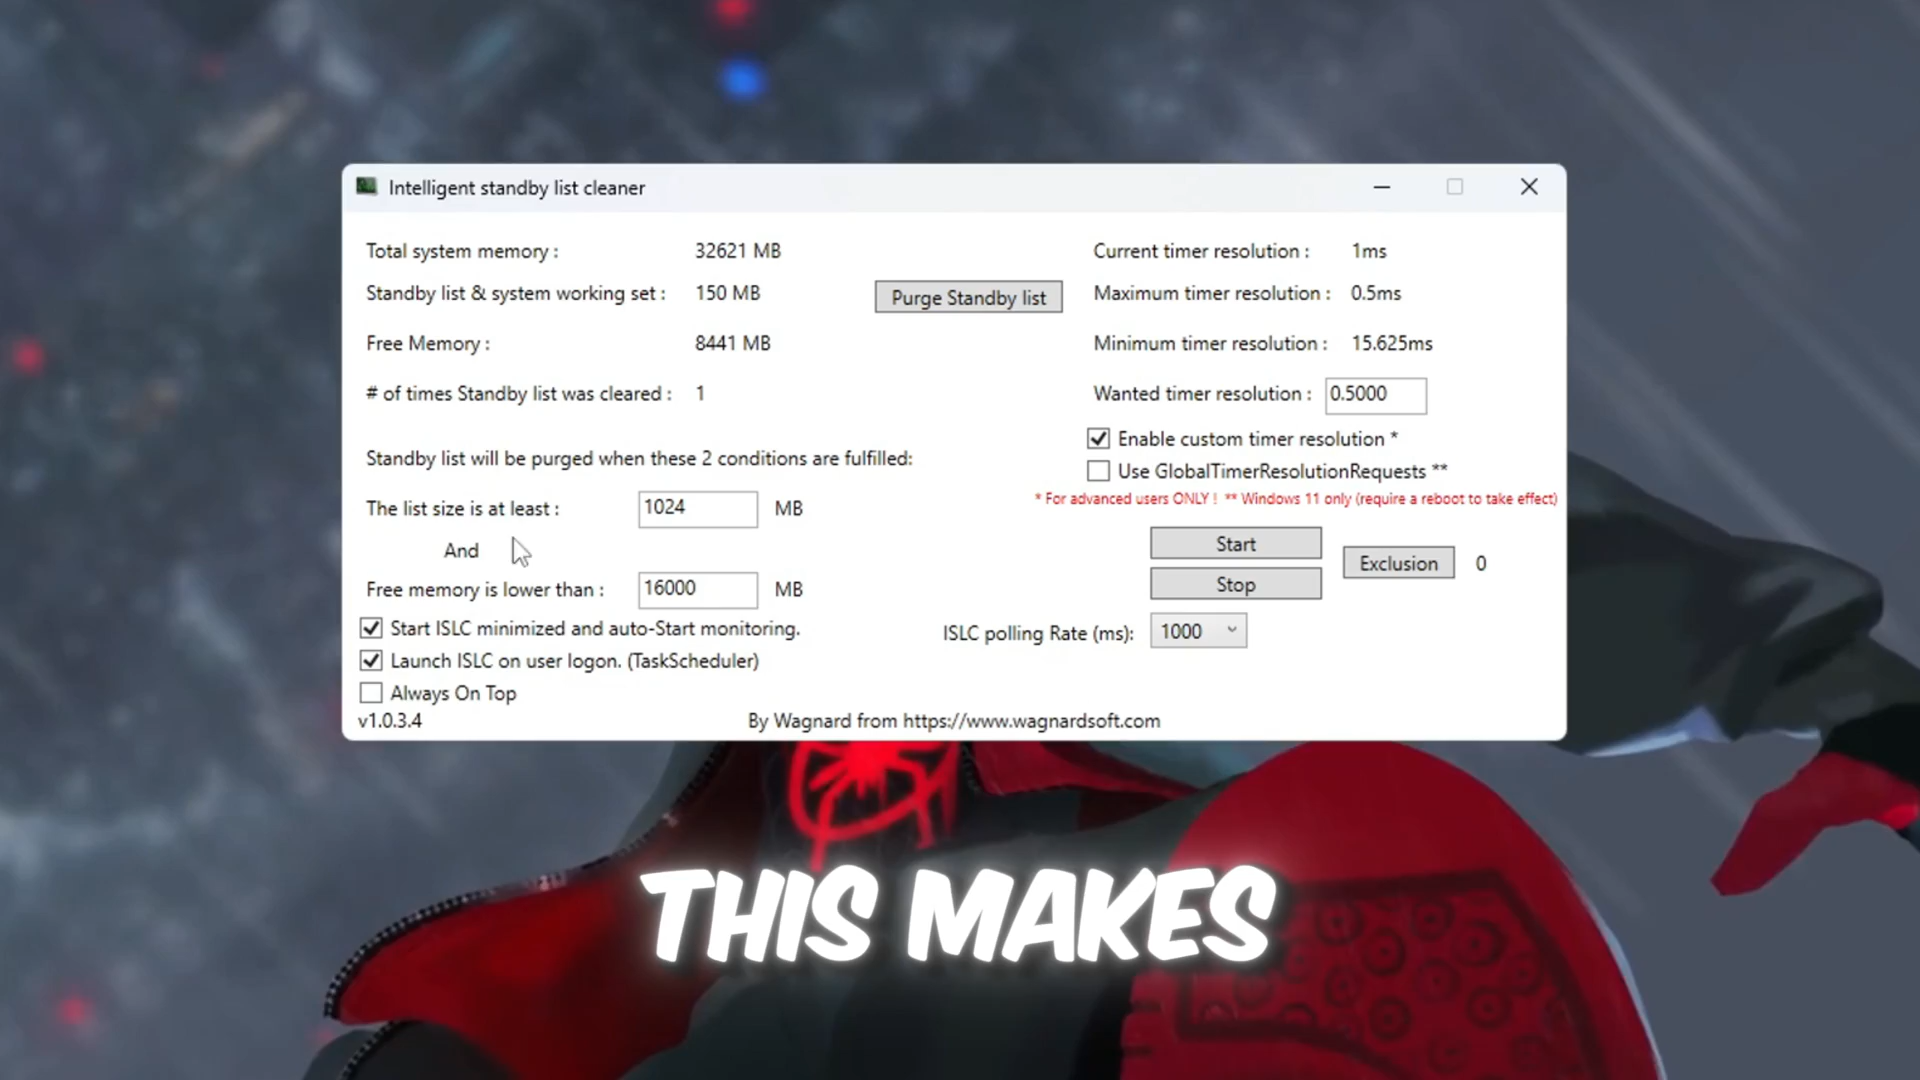 Intelligent standby list cleaner
Total system memory : 32621 MB
Standby list & system working set : 150 MB
Free Memory : 8441 MB
# of times Standby list was cleared : 1
Purge Standby list
Standby list will be purged when these 2 conditions are fulfilled:
The list size is at least : 1024 MB
And
Free memory is lower than : 16000 MB
Start ISLC minimized and auto-Start monitoring.
Launch ISLC on user logon. (TaskScheduler)
Always On Top
v1.0.3.4
Current timer resolution : 1ms
Maximum timer resolution : 0.5ms
Minimum timer resolution : 15.625ms
Wanted timer resolution : 0.5000
Enable custom timer resolution *
Use GlobalTimerResolutionRequests **
* For advanced users ONLY ! ** Windows 11 only (require a reboot to take effect)
Start
Stop
Exclusion 0
ISLC polling Rate (ms): 1000
By Wagnard from https://www.wagnardsoft.com
THIS MAKES